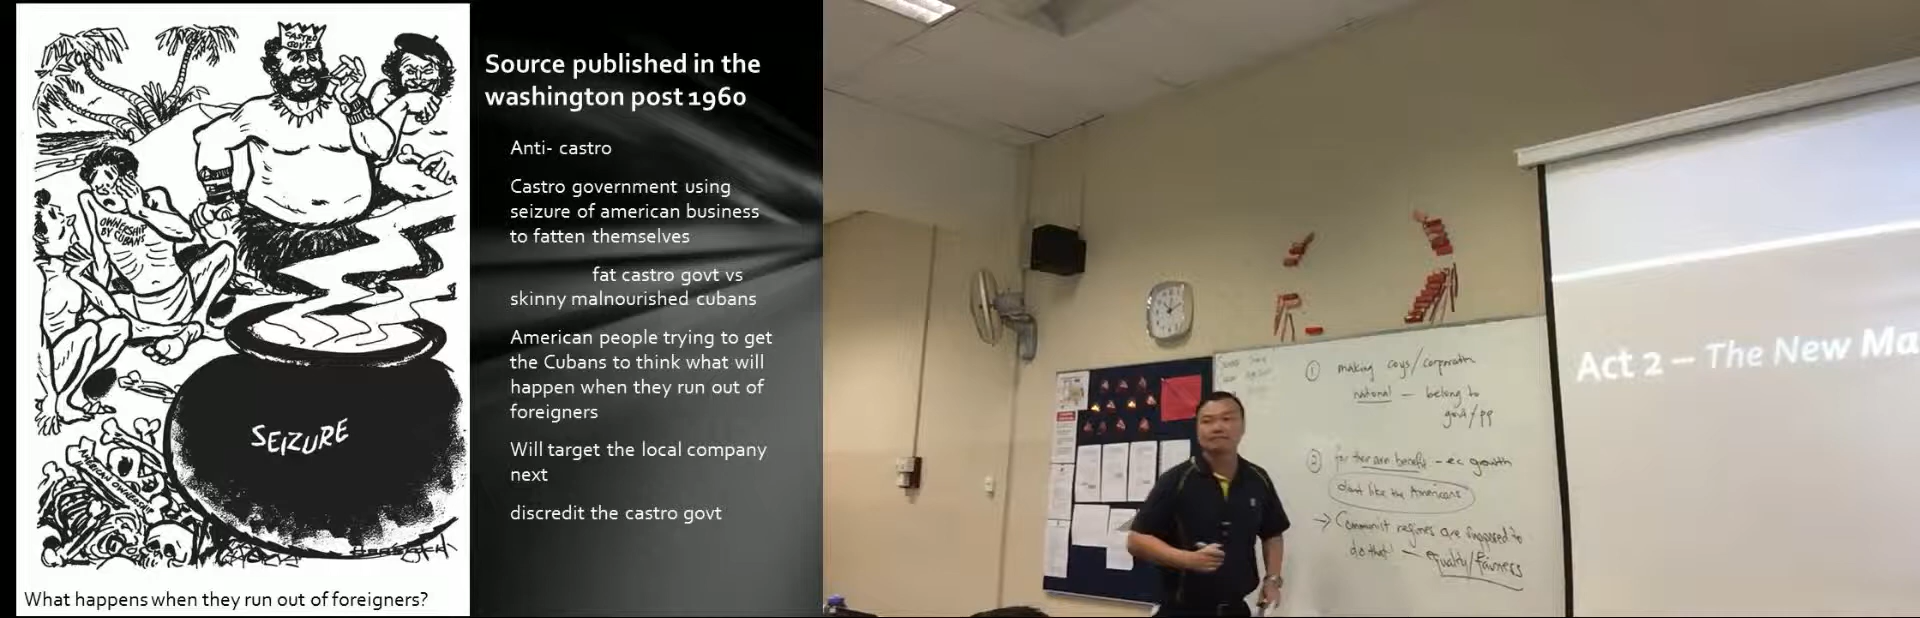 CASTRO
GOVT.
OWNERSHIP
BY CUBANS
SEIZURE
AMERICAN OWNERSHIP
What happens when they run out of foreigners?
Source published in the
washington post 1960
Anti- castro
Castro government using
seizure of american business
to fatten themselves
fat castro govt vs
skinny malnourished cubans
American people trying to get
the Cubans to think what will
happen when they run out of
foreigners
Will target the local company
next
discredit the castro govt
① making coys/corporatn
national — belong to
govt/pp
② for their own benefit - ec growth
don't like the Americans
→ Communist regimes are supposed to
do that — equality/fairness
Act 2 – The New Ma